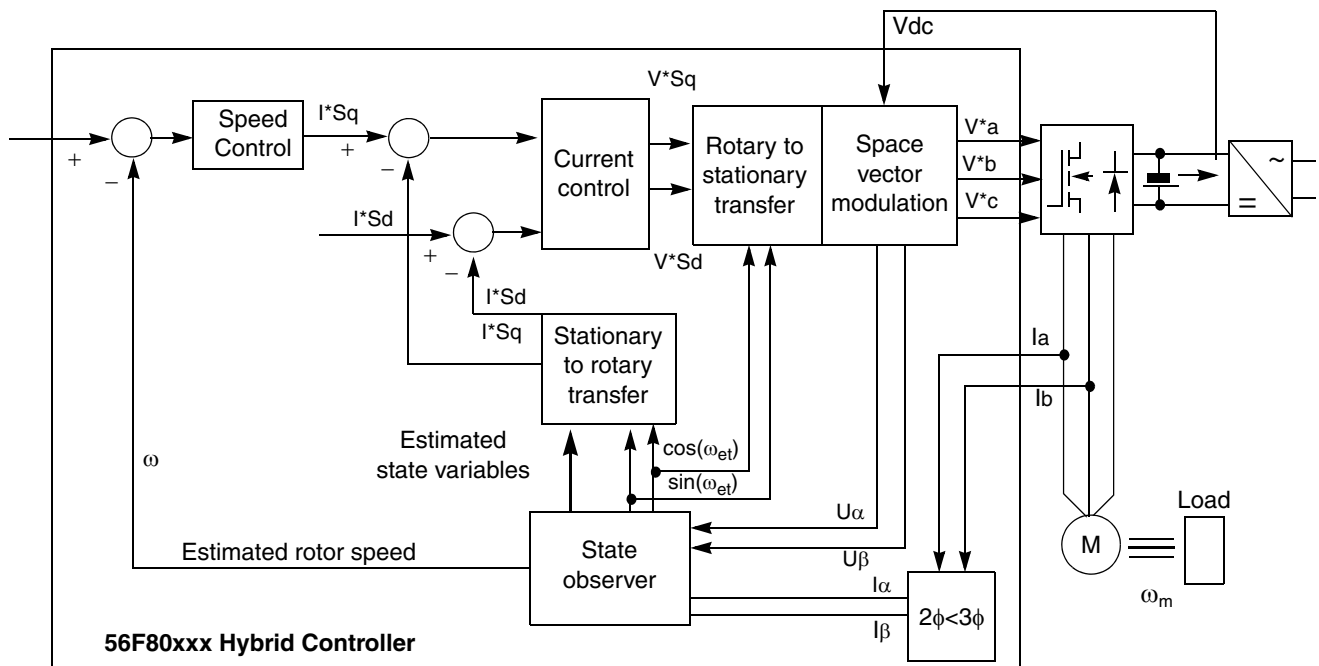 Vdc
V*Sq
I*Sq
Speed
Control
+
−
+
−
Current
control
Rotary to
stationary
transfer
Space
vector
modulation
V*a
V*b
V*c
~
=
I*Sd
+
−
V*Sd
I*Sd
I*Sq
Stationary
to rotary
transfer
Ia
Ib
Estimated
state variables
cos(ωet)
sin(ωet)
ω
Uα
Uβ
Load
M
ωm
Estimated rotor speed
State
observer
Iα
Iβ
2ϕ<3ϕ
56F80xxx Hybrid Controller